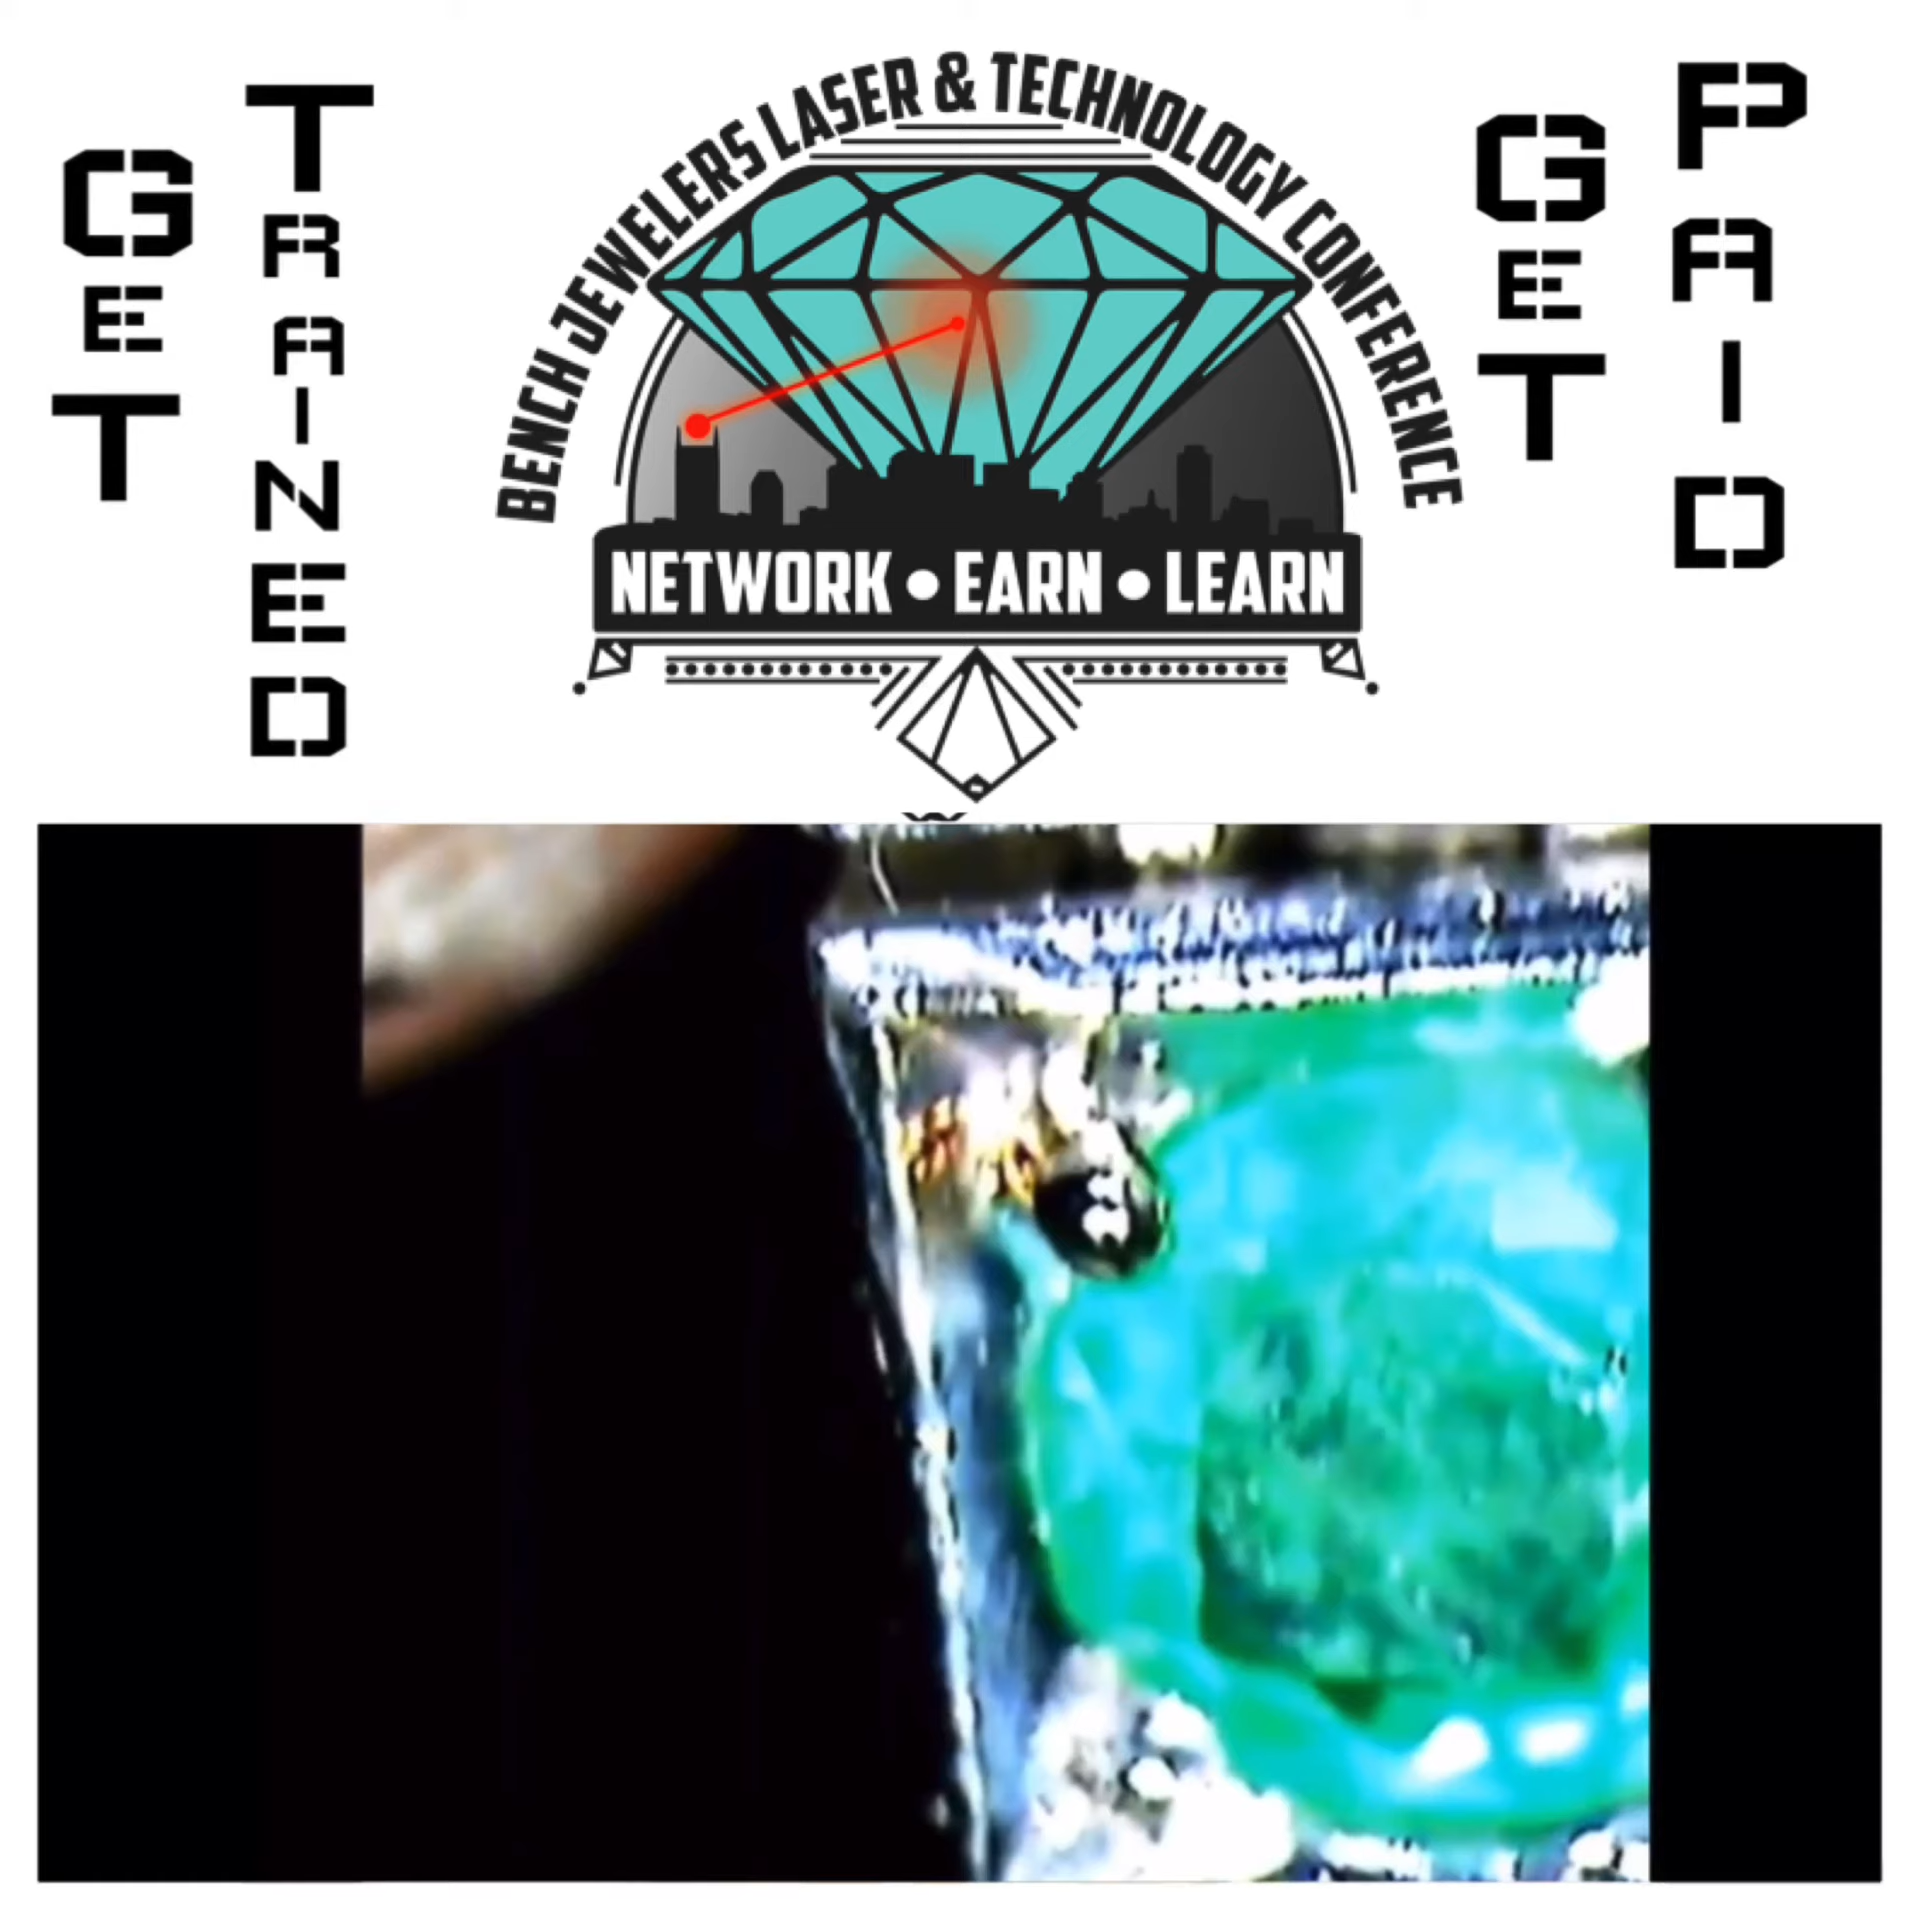 GET
TRAINED
BENCH JEWELERS LASER & TECHNOLOGY CONFERENCE
NETWORK • EARN • LEARN
GET
PAID